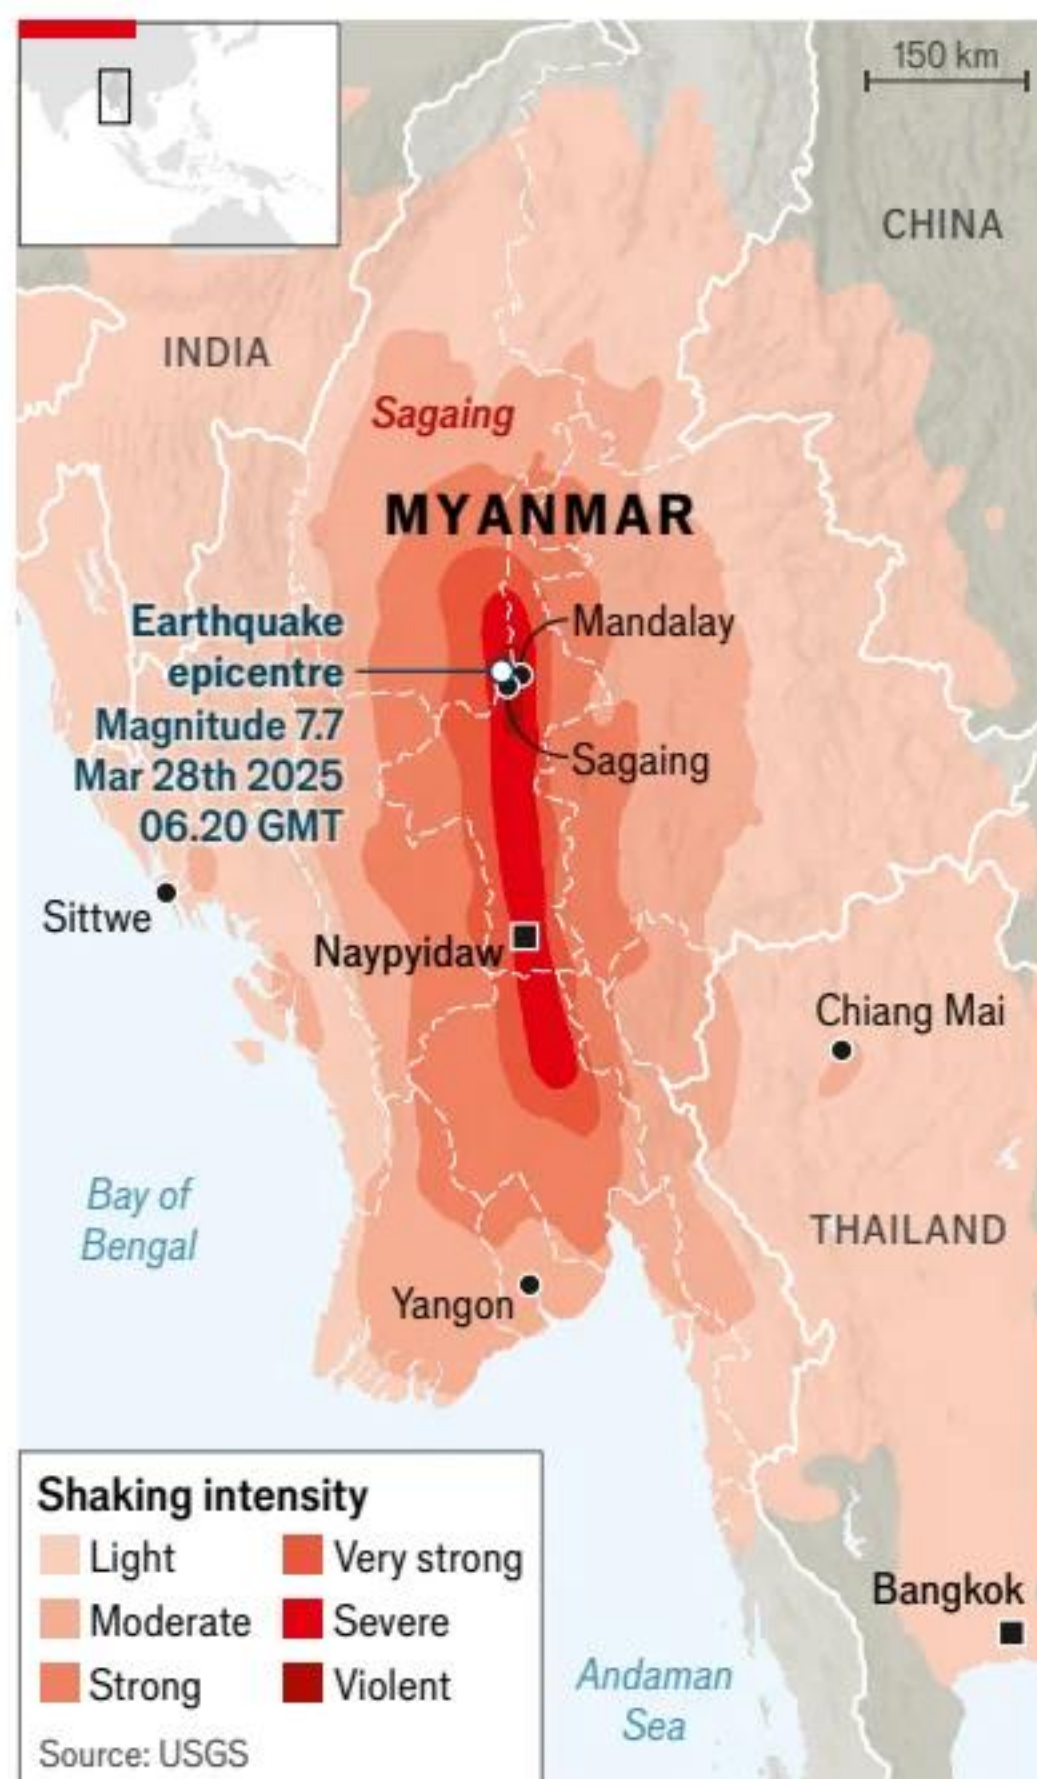 150 km
CHINA
INDIA
Sagaing
MYANMAR
Earthquake
epicentre
Magnitude 7.7
Mar 28th 2025
06.20 GMT
Mandalay
Sagaing
Sittwe
Naypyidaw
Chiang Mai
Bay of
Bengal
THAILAND
Yangon
Shaking intensity
Light
Very strong
Moderate
Severe
Strong
Violent
Source: USGS
Bangkok
Andaman
Sea